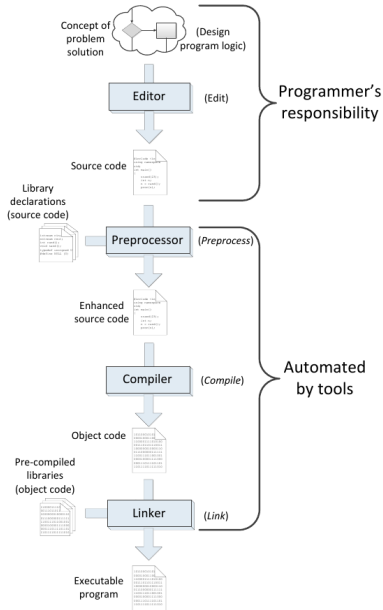 Concept of
problem
solution
(Design
program logic)
Editor
(Edit)
Programmer's
responsibility
Source code
Library
declarations
(source code)
Preprocessor
(Preprocess)
Enhanced
source code
Compiler
(Compile)
Automated
by tools
Object code
Pre-compiled
libraries
(object code)
Linker
(Link)
Executable
program